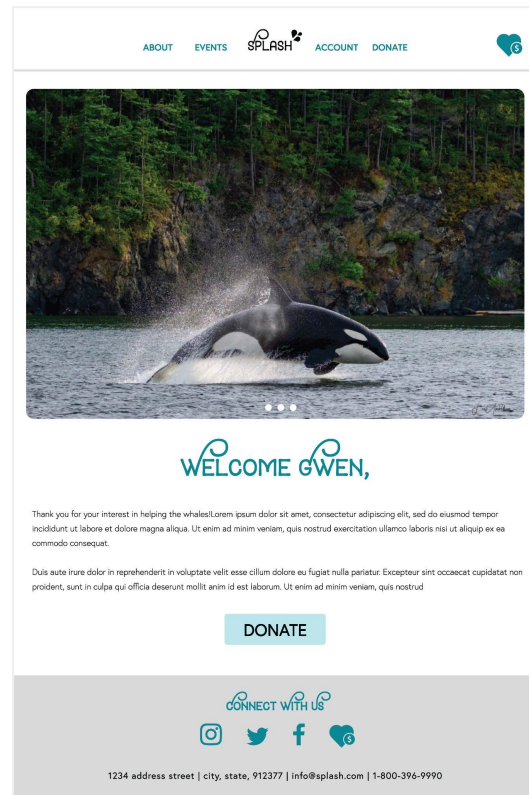 ABOUT EVENTS SPLASH ACCOUNT DONATE
$
WELCOME GWEN,
Thank you for your interest in helping the whales!Lorem ipsum dolor sit amet, consectetur adipiscing elit, sed do eiusmod tempor
incididunt ut labore et dolore magna aliqua. Ut enim ad minim veniam, quis nostrud exercitation ullamco laboris nisi ut aliquip ex ea
commodo consequat.
Duis aute irure dolor in reprehenderit in voluptate velit esse cillum dolore eu fugiat nulla pariatur. Excepteur sint occaecat cupidatat non
proident, sunt in culpa qui officia deserunt mollit anim id est laborum. Ut enim ad minim veniam, quis nostrud
DONATE
CONNECT WITH US
$
1234 address street | city, state, 912377 | info@splash.com | 1-800-396-9990